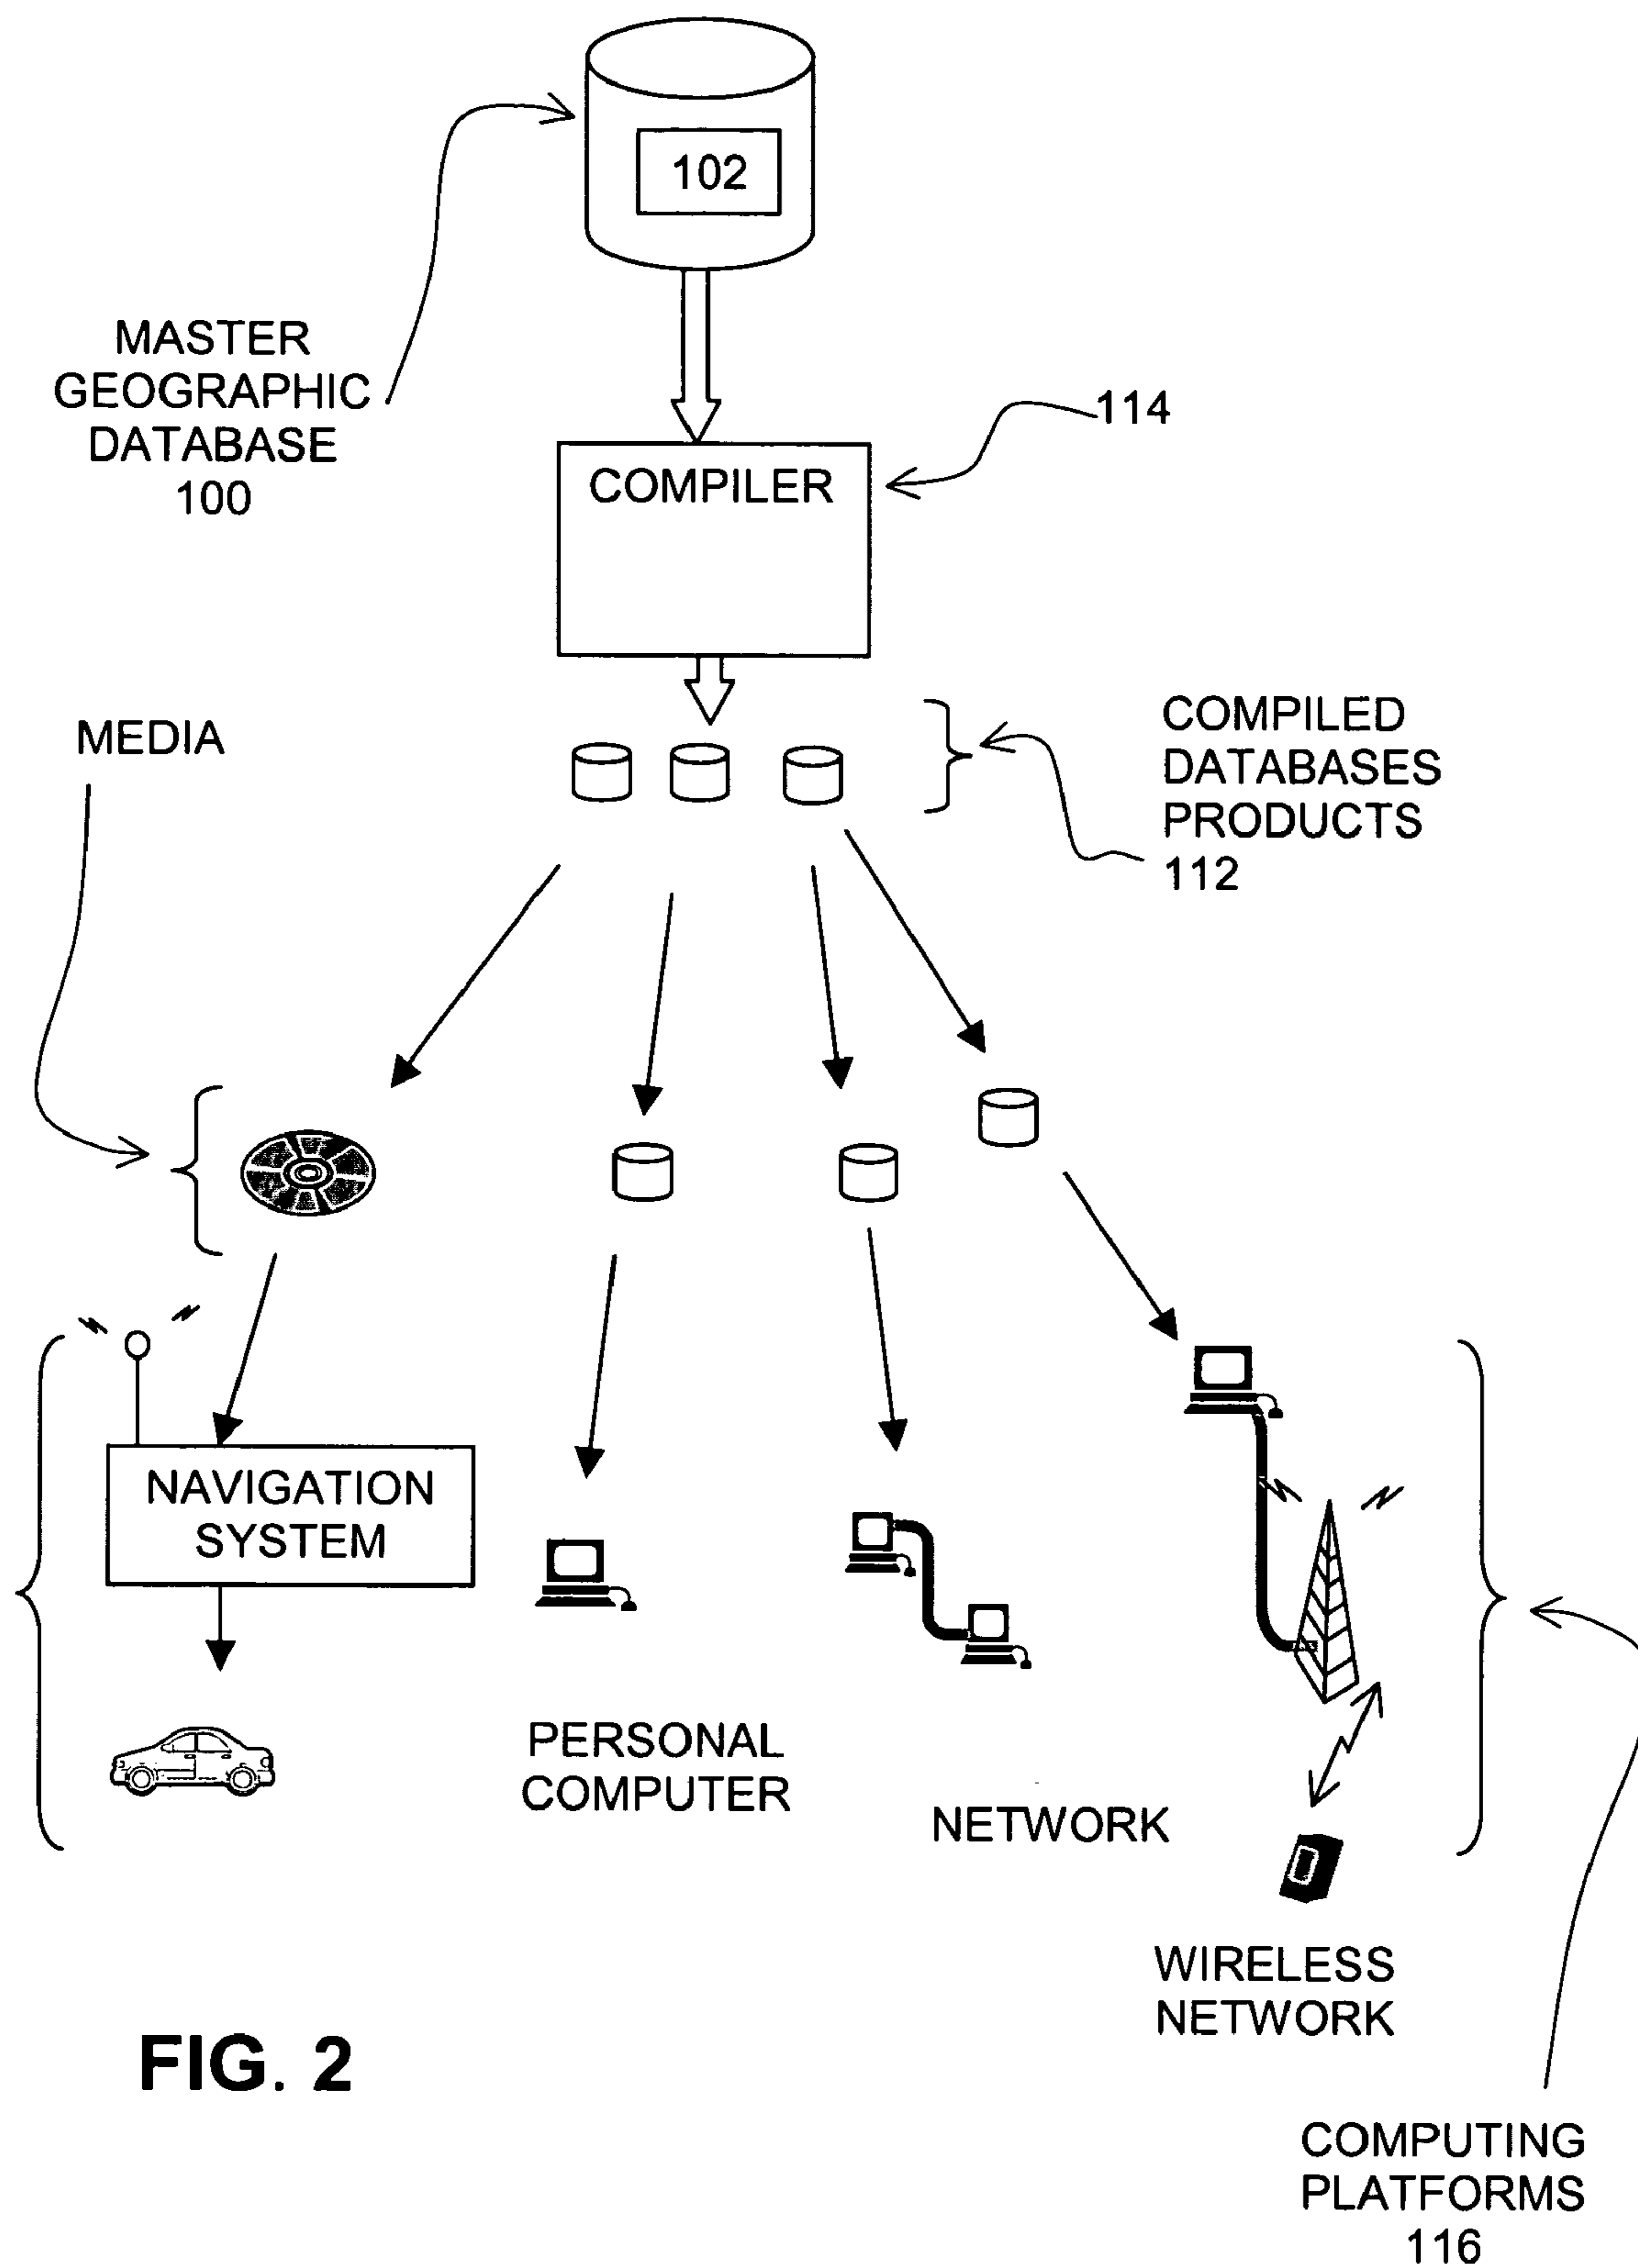 102
MASTER
GEOGRAPHIC
DATABASE
100
114
COMPILER
MEDIA
COMPILED
DATABASES
PRODUCTS
112
NAVIGATION
SYSTEM
PERSONAL
COMPUTER
NETWORK
WIRELESS
NETWORK
FIG. 2
COMPUTING
PLATFORMS
116